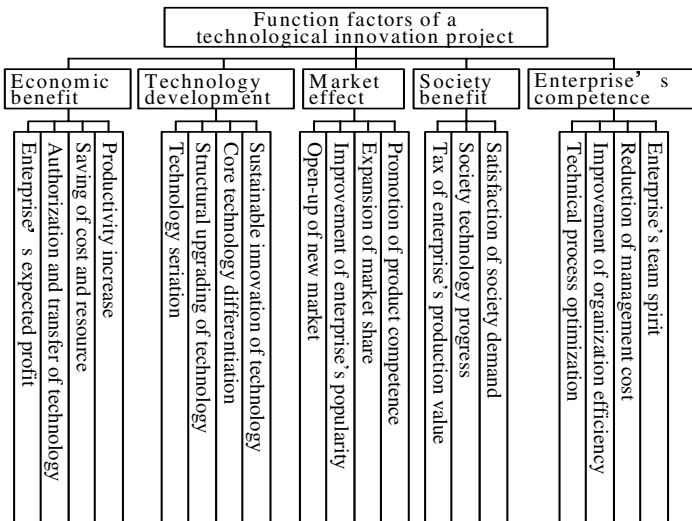 Function factors of a
technological innovation project
Economic
benefit
Technology
development
Market
effect
Society
benefit
Enterprise's
competence
Enterprise's expected profit
Authorization and transfer of technology
Saving of cost and resource
Productivity increase
Technology seriation
Structural upgrading of technology
Core technology differentiation
Sustainable innovation of technology
Open-up of new market
Improvement of enterprise's popularity
Expansion of market share
Promotion of product competence
Tax of enterprise's production value
Society technology progress
Satisfaction of society demand
Technical process optimization
Improvement of organization efficiency
Reduction of management cost
Enterprise's team spirit